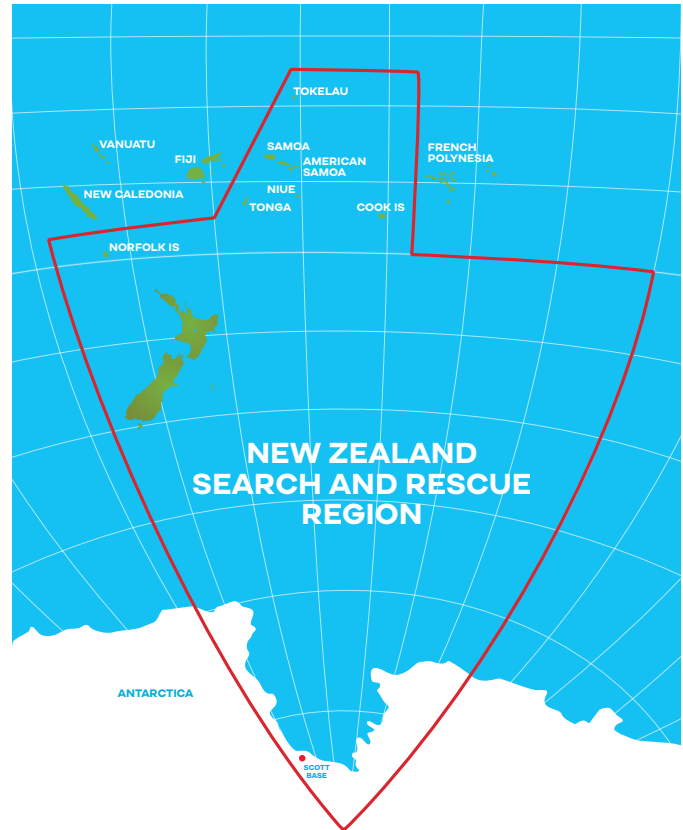 TOKELAU
VANUATU
SAMOA
FRENCH
POLYNESIA
FIJI
AMERICAN
SAMOA
NEW CALEDONIA
NIUE
TONGA
COOK IS
NORFOLK IS
NEW ZEALAND
SEARCH AND RESCUE
REGION
ANTARCTICA
SCOTT
BASE